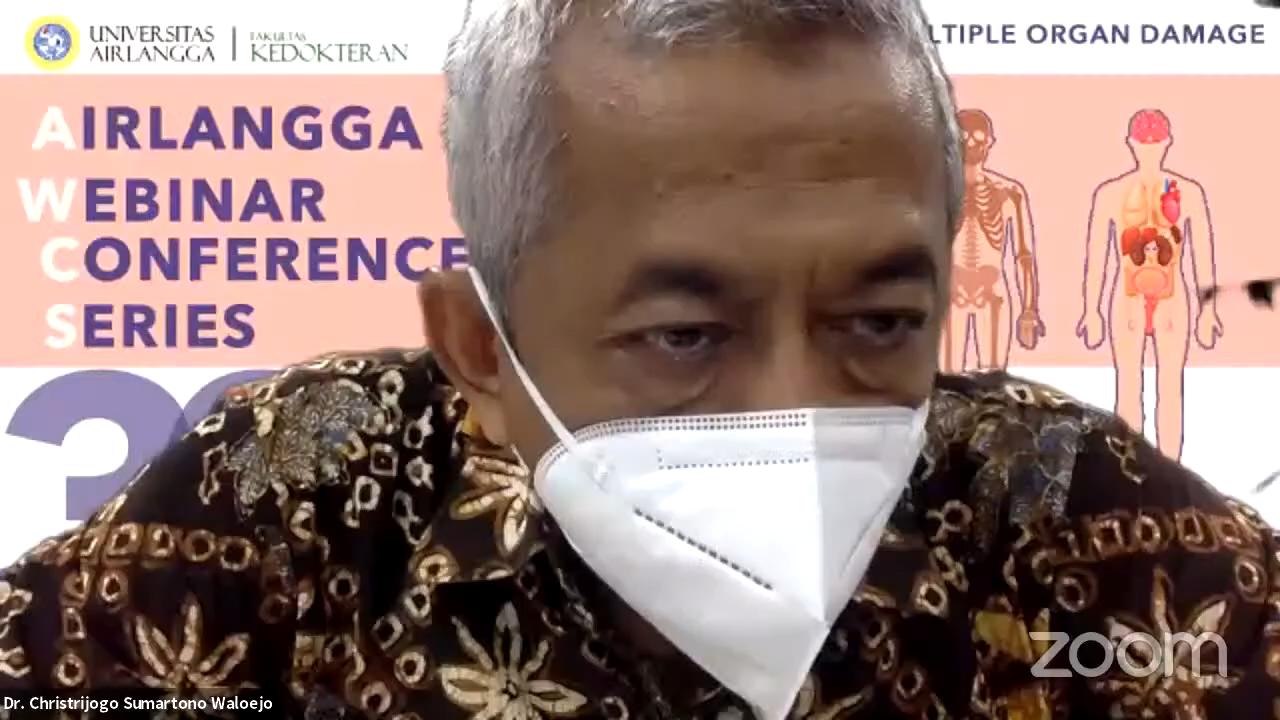 UNIVERSITAS
AIRLANGGA
FAKULTAS
KEDOKTERAN
LTIPLE ORGAN DAMAGE
AIRLANGGA
WEBINAR
CONFERENCE
SERIES
zoom
Dr. Christrijogo Sumartono Waloejo